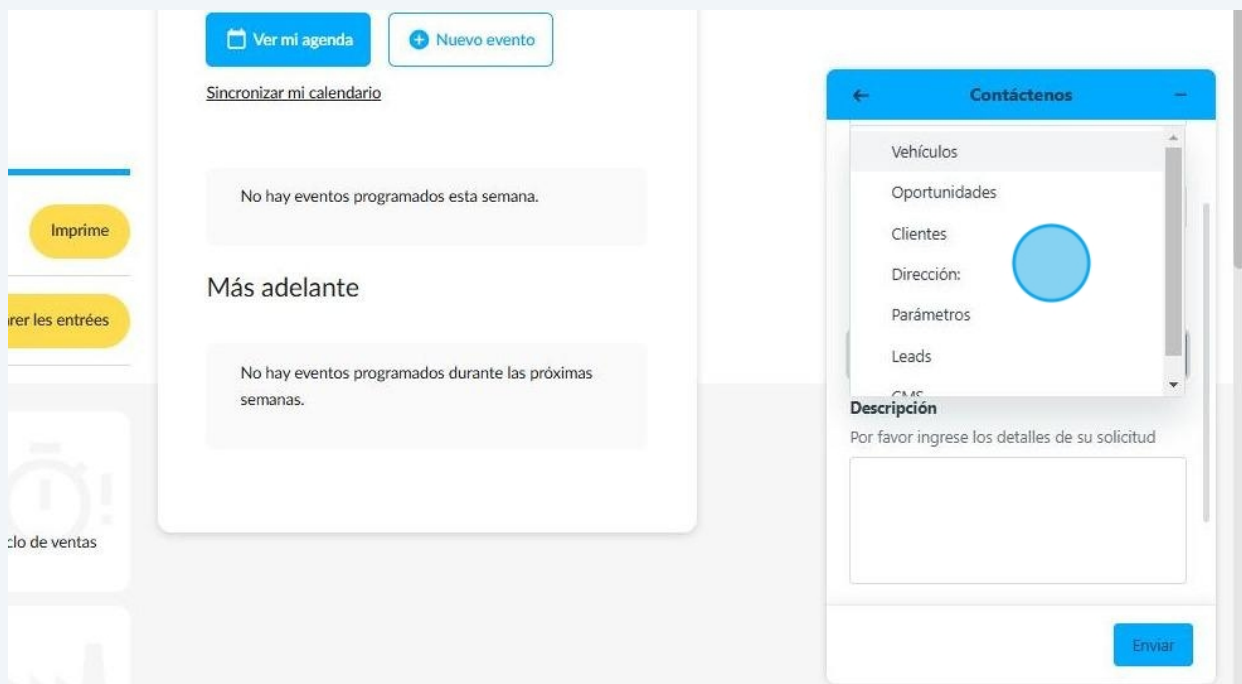 Ver mi agenda
Nuevo evento
Sincronizar mi calendario
No hay eventos programados esta semana.
Más adelante
No hay eventos programados durante las próximas
semanas.
Imprime
les entrées
de ventas
Contáctenos
Vehículos
Oportunidades
Clientes
Dirección:
Parámetros
Leads
CMS
Descripción
Por favor ingrese los detalles de su solicitud
Enviar